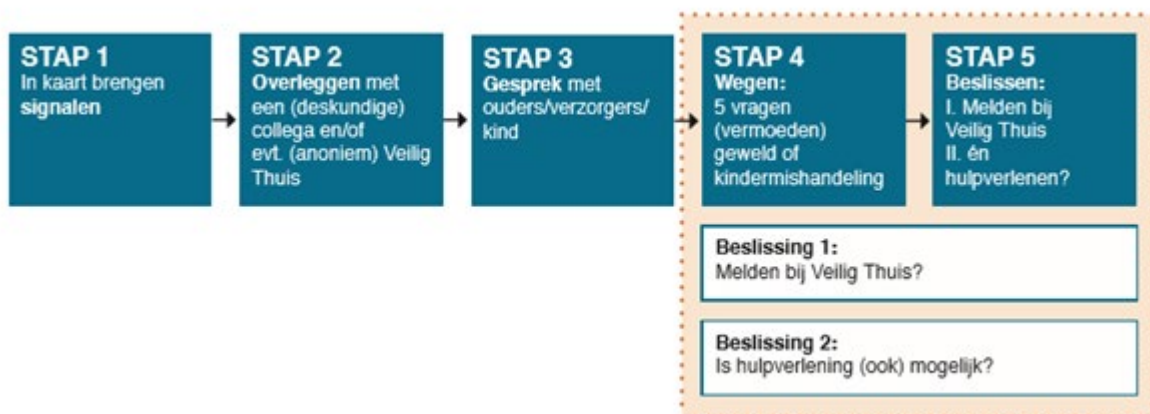 STAP 1
In kaart brengen
signalen
STAP 2
Overleggen met
een (deskundige)
collega en/of
evt. (anoniem) Veilig
Thuis
STAP 3
Gesprek met
ouders/verzorgers/
kind
STAP 4
Wegen:
5 vragen
(vermoeden)
geweld of
kindermishandeling
STAP 5
Beslissen:
I. Melden bij
Veilig Thuis
II. én
hulpverlenen?
Beslissing 1:
Melden bij Veilig Thuis?
Beslissing 2:
Is hulpverlening (ook) mogelijk?